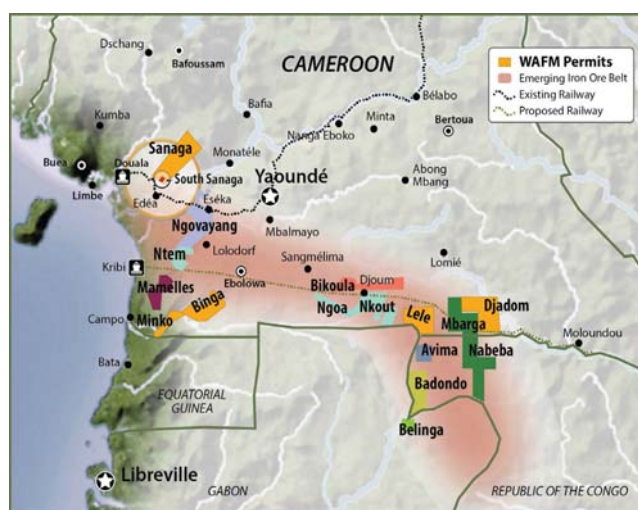 Dschang
Bafoussam
CAMEROON
WAFM Permits
Emerging Iron Ore Belt
Existing Railway
Proposed Railway
Kumba
Bafia
Bélabo
Nanga Eboko
Minta
Bertoua
Buea
Douala
Sanaga
Monatéle
Limbe
South Sanaga
Yaoundé
Abong
Mbang
Edéa
Eséka
Ngovayang
Mbalmayo
Lolodorf
Ntem
Kribi
Ebolowa
Sangmélima
Lomié
Mamelles
Bikoula
Djoum
Binga
Ngoa
Nkout
Lele
Djadom
Mbarga
Campo
Minko
Moloundou
Avima
Nabeba
Bata
Badondo
EQUATORIAL
GUINEA
Belinga
Libreville
GABON
REPUBLIC OF THE CONGO